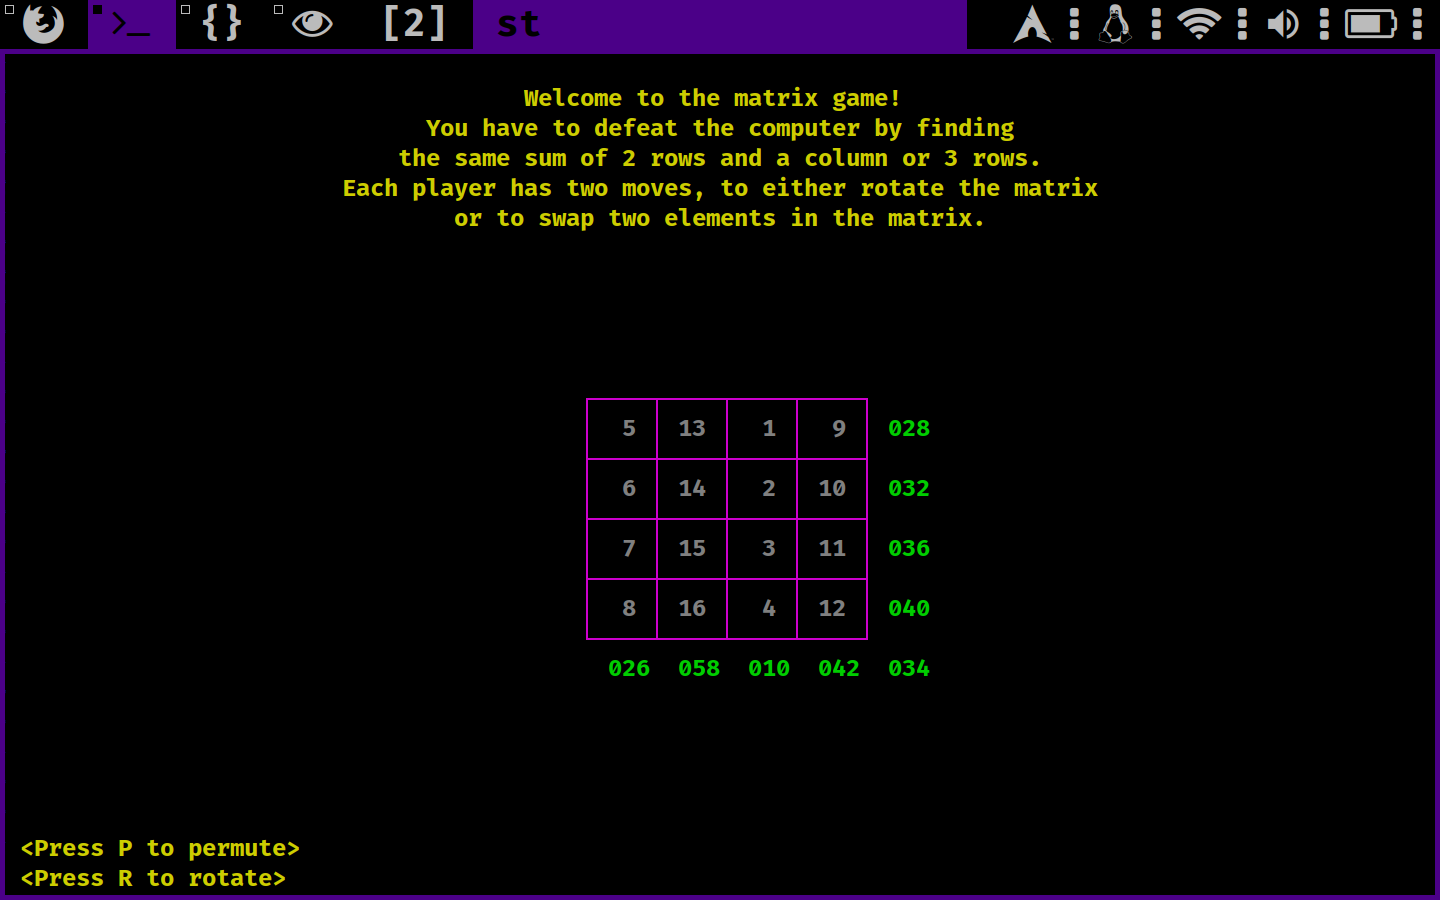 >_ {} [2] st
Welcome to the matrix game!
You have to defeat the computer by finding
the same sum of 2 rows and a column or 3 rows.
Each player has two moves, to either rotate the matrix
or to swap two elements in the matrix.
5 13 1 9 028
6 14 2 10 032
7 15 3 11 036
8 16 4 12 040
026 058 010 042 034
<Press P to permute>
<Press R to rotate>